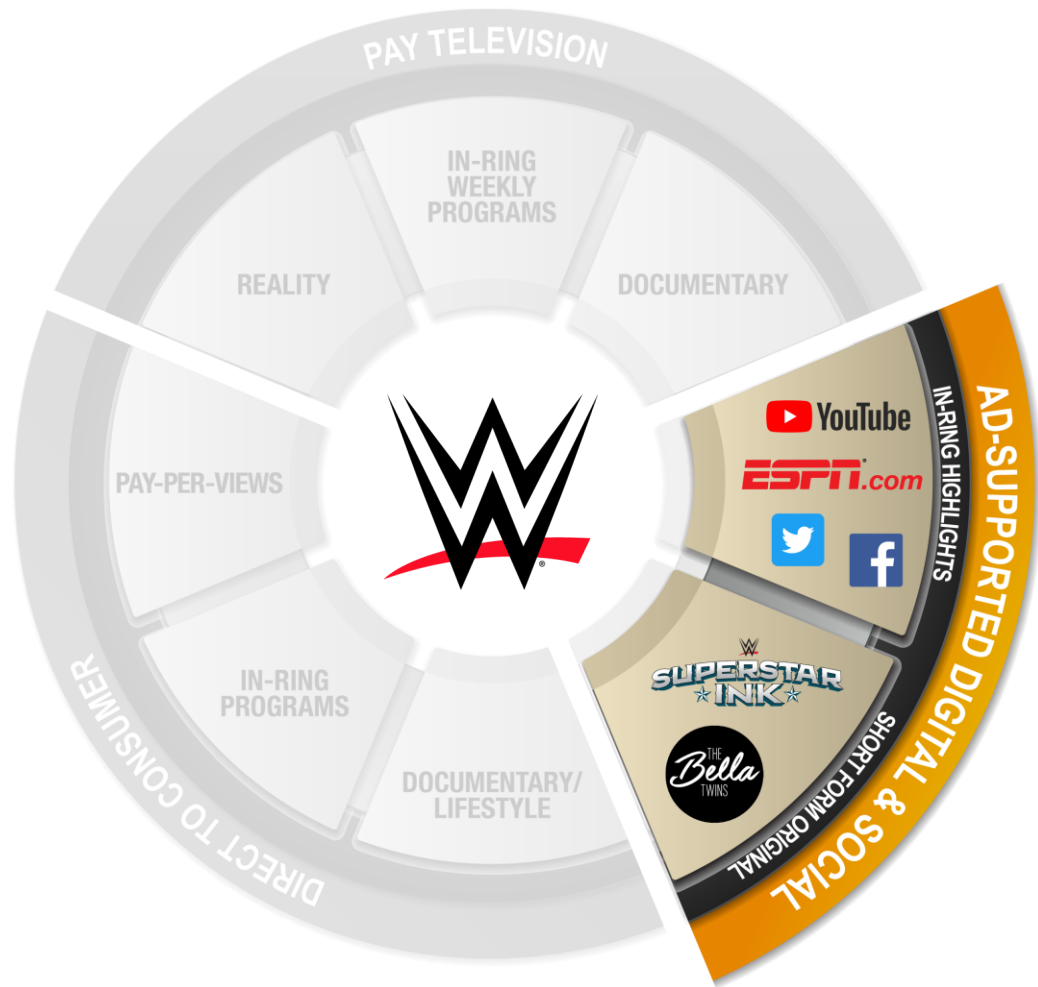 PAY TELEVISION
IN-RING
WEEKLY
PROGRAMS
REALITY
DOCUMENTARY
AD-SUPPORTED DIGITAL & SOCIAL
IN-RING HIGHLIGHTS
YouTube
ESPN.com
SHORT FORM ORIGINAL
W
SUPERSTAR
INK
THE
Bella
TWINS
DIRECT TO CONSUMER
PAY-PER-VIEWS
IN-RING
PROGRAMS
DOCUMENTARY/
LIFESTYLE
W
®
f